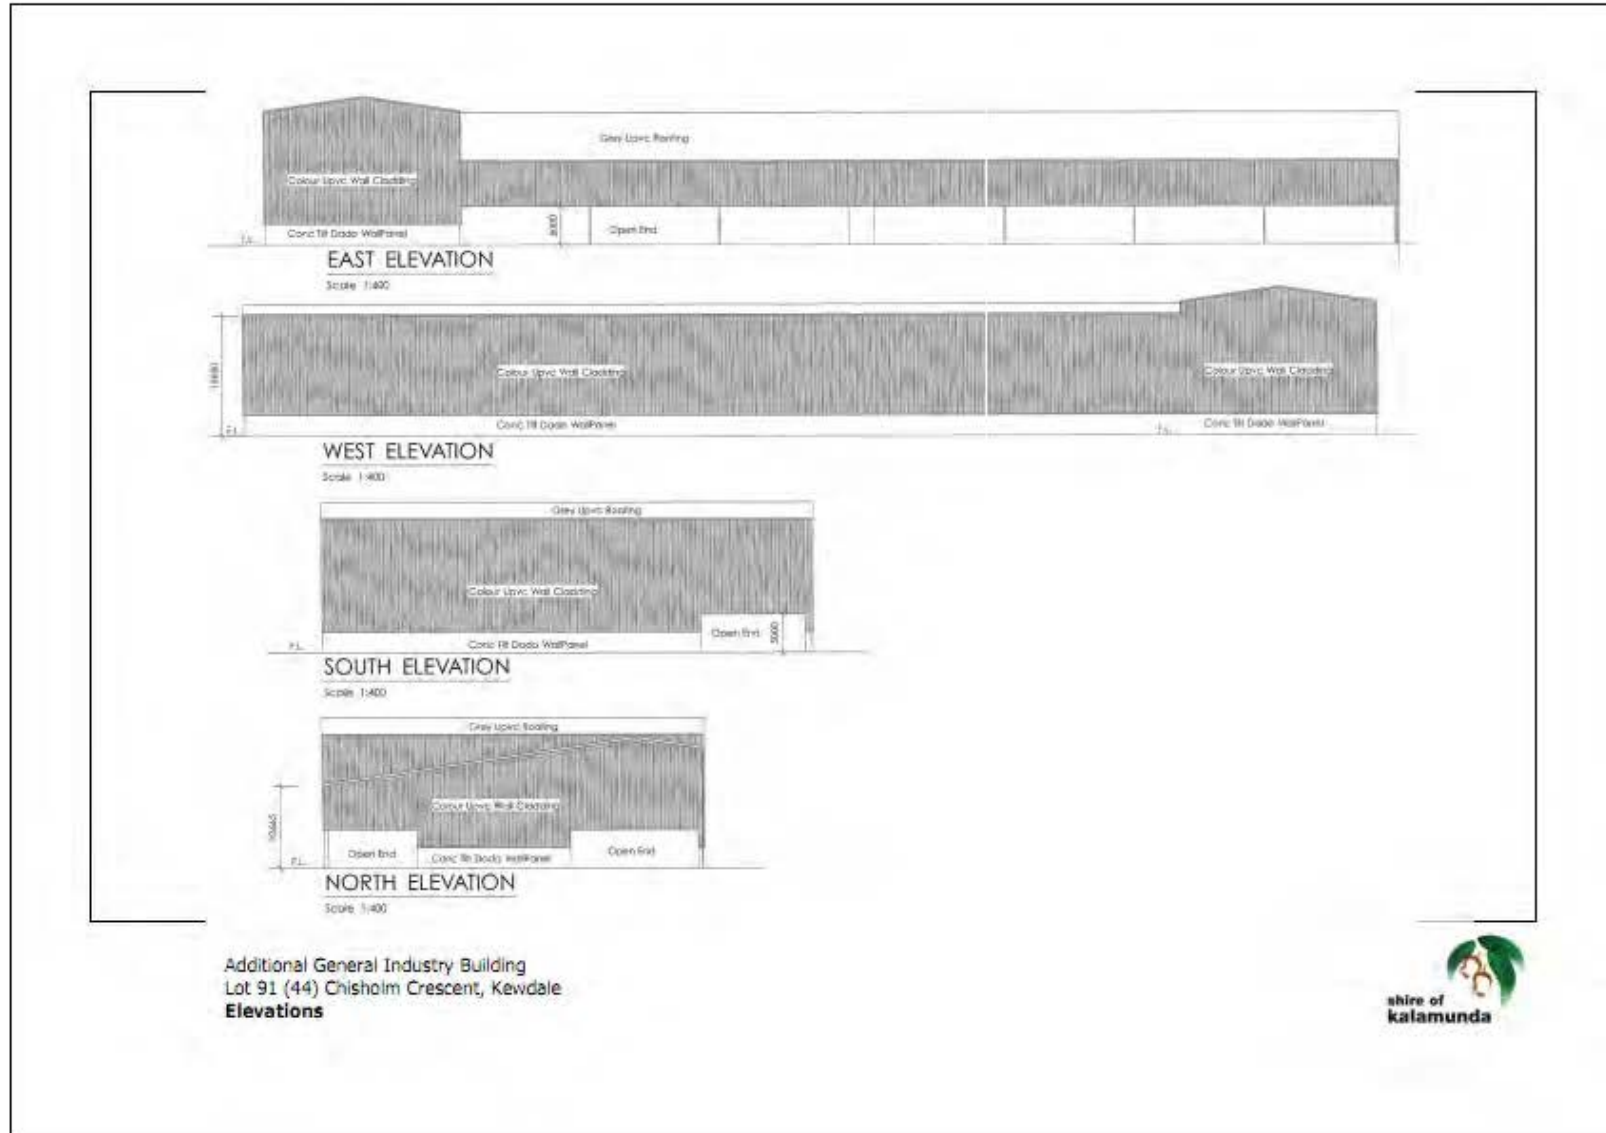 Grey Upvc Roofing
Colour Upvc Wall Cladding
Conc Tilt Dado WallPanel
Open End
EAST ELEVATION
Scale 1:400
Colour Upvc Wall Cladding
Colour Upvc Wall Cladding
Conc Tilt Dado WallPanel
Conc Tilt Dado WallPanel
F.L.
WEST ELEVATION
Scale 1:400
Grey Upvc Roofing
Colour Upvc Wall Cladding
Open End
5000
Conc Tilt Dado WallPanel
F.L.
SOUTH ELEVATION
Scale 1:400
Grey Upvc Roofing
Colour Upvc Wall Cladding
Open End
Conc Tilt Dado WallPanel
Open End
F.L.
NORTH ELEVATION
Scale 1:400
Additional General Industry Building
Lot 91 (44) Chisholm Crescent, Kewdale
Elevations
shire of
kalamunda